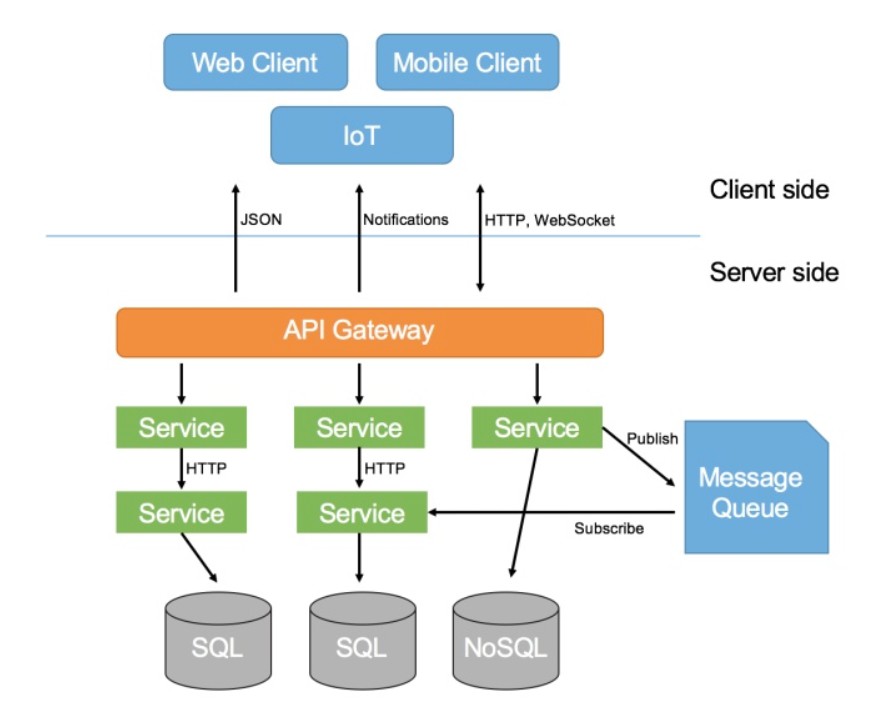 Web Client
Mobile Client
IoT
Client side
JSON
Notifications
HTTP, WebSocket
Server side
API Gateway
Service
Service
Service
Publish
Message
Queue
HTTP
HTTP
Service
Service
Subscribe
SQL
SQL
NoSQL